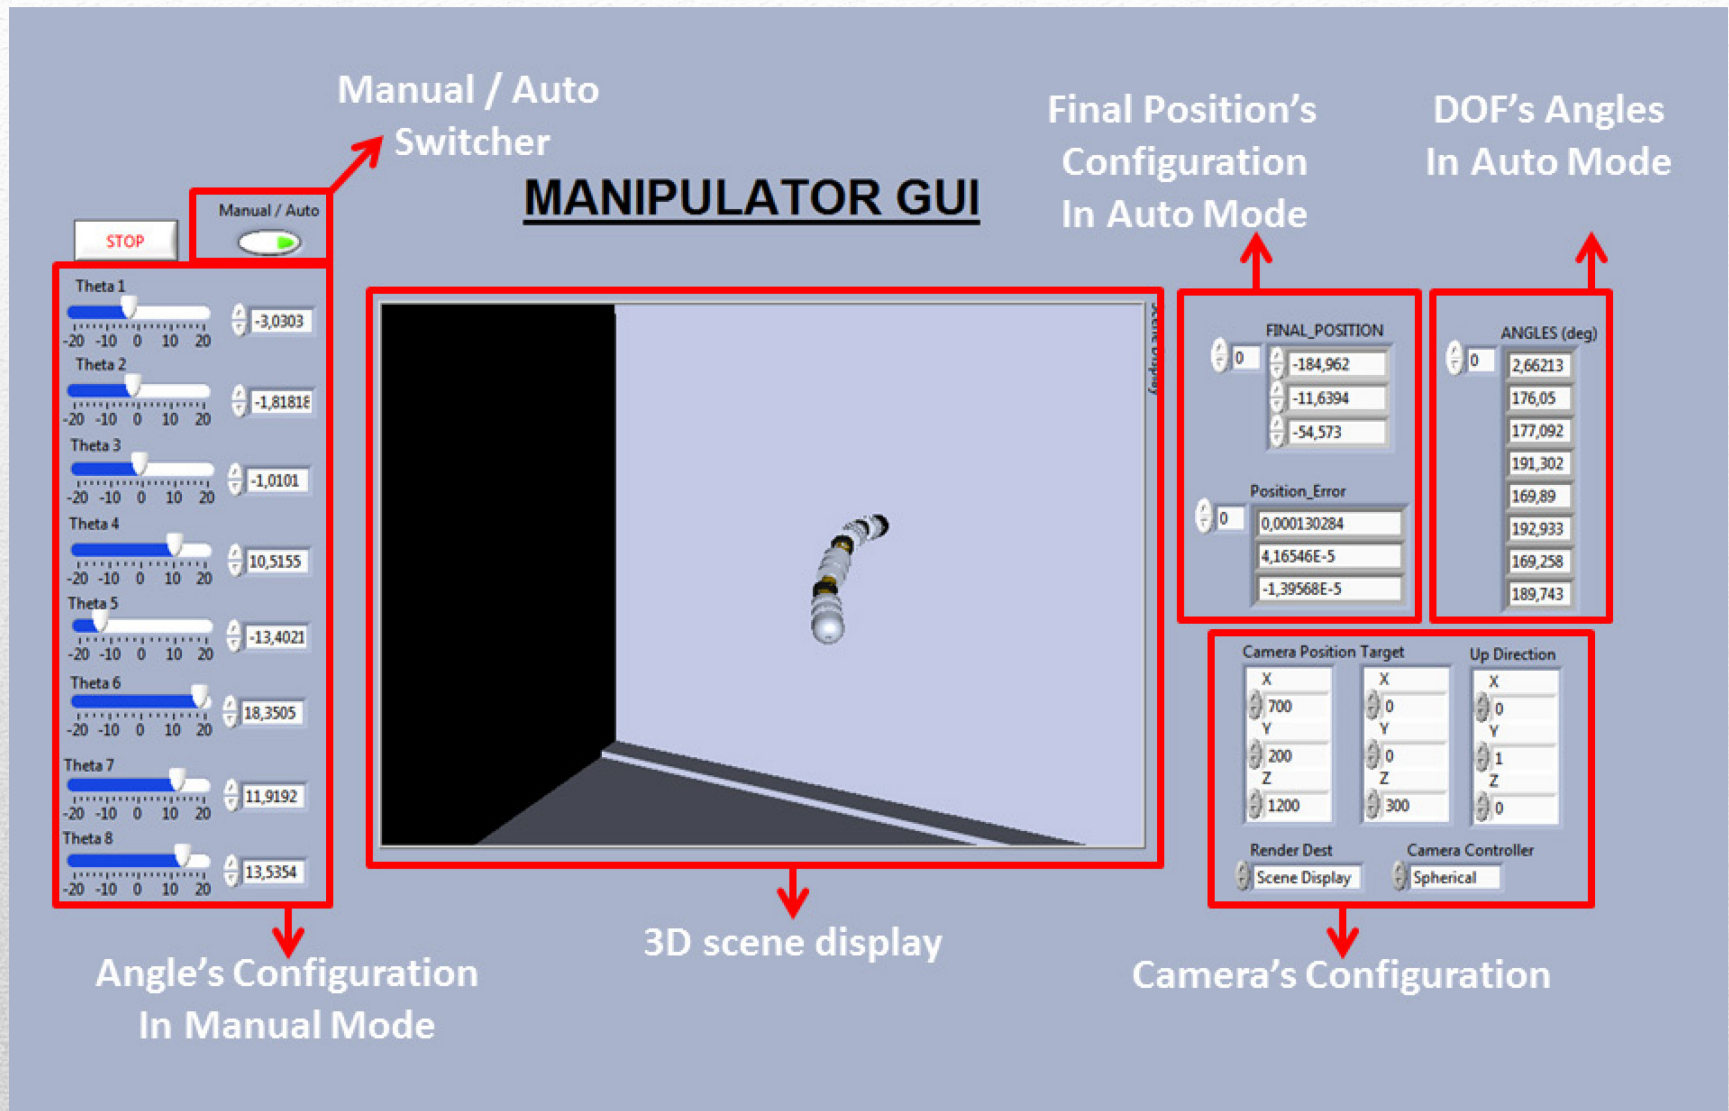 Manual / Auto
Switcher
Final Position's
Configuration
In Auto Mode
DOF's Angles
In Auto Mode
MANIPULATOR GUI
STOP
Manual / Auto
Theta 1
-20 -10 0 10 20
-3,0303
Theta 2
-20 -10 0 10 20
-1,81818
Theta 3
-20 -10 0 10 20
-1,0101
Theta 4
-20 -10 0 10 20
10,5155
Theta 5
-20 -10 0 10 20
-13,4021
Theta 6
-20 -10 0 10 20
18,3505
Theta 7
-20 -10 0 10 20
11,9192
Theta 8
-20 -10 0 10 20
13,5354
Angle's Configuration
In Manual Mode
Scene Display
3D scene display
FINAL_POSITION
0
-184,962
-11,6394
-54,573
Position_Error
0
0,000130284
4,16546E-5
-1,39568E-5
ANGLES (deg)
0
2,66213
176,05
177,092
191,302
169,89
192,933
169,258
189,743
Camera Position
X
700
Y
200
Z
1200
Target
X
0
Y
0
Z
300
Up Direction
X
0
Y
1
Z
0
Render Dest
Scene Display
Camera Controller
Spherical
Camera's Configuration